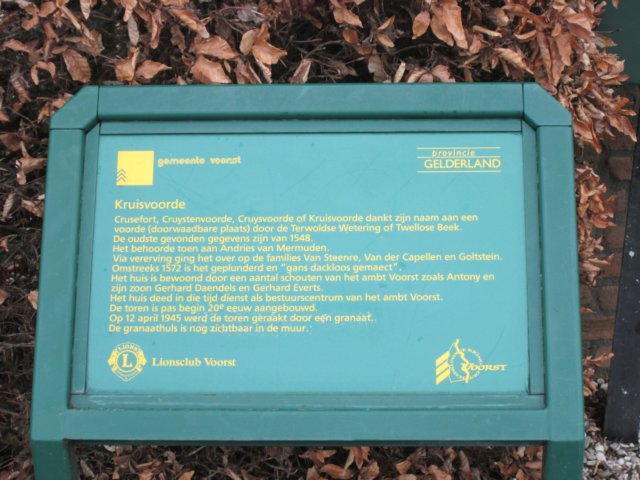 gemeente voorst
provincie
GELDERLAND
Kruisvoorde
Crusefort, Cruystenvoorde, Cruysvoorde of Kruisvoorde dankt zijn naam aan een
voorde (doorwaadbare plaats) door de Terwoldse Wetering of Twellose Beek.
De oudste gevonden gegevens zijn van 1548.
Het behoorde toen aan Andries van Mermuden.
Via vererving ging het over op de families Van Steenre, Van der Capellen en Goltstein.
Omstreeks 1572 is het geplunderd en "gans dackloos gemaect".
Het huis is bewoond door een aantal schouten van het ambt Voorst zoals Antony en
zijn zoon Gerhard Daendels en Gerhard Everts.
Het huis deed in die tijd dienst als bestuurscentrum van het ambt Voorst.
De toren is pas begin 20e eeuw aangebouwd.
Op 12 april 1945 werd de toren geraakt door een granaat.
De granaathuls is nog zichtbaar in de muur.
LIONS
L
Lionsclub Voorst
VOORST